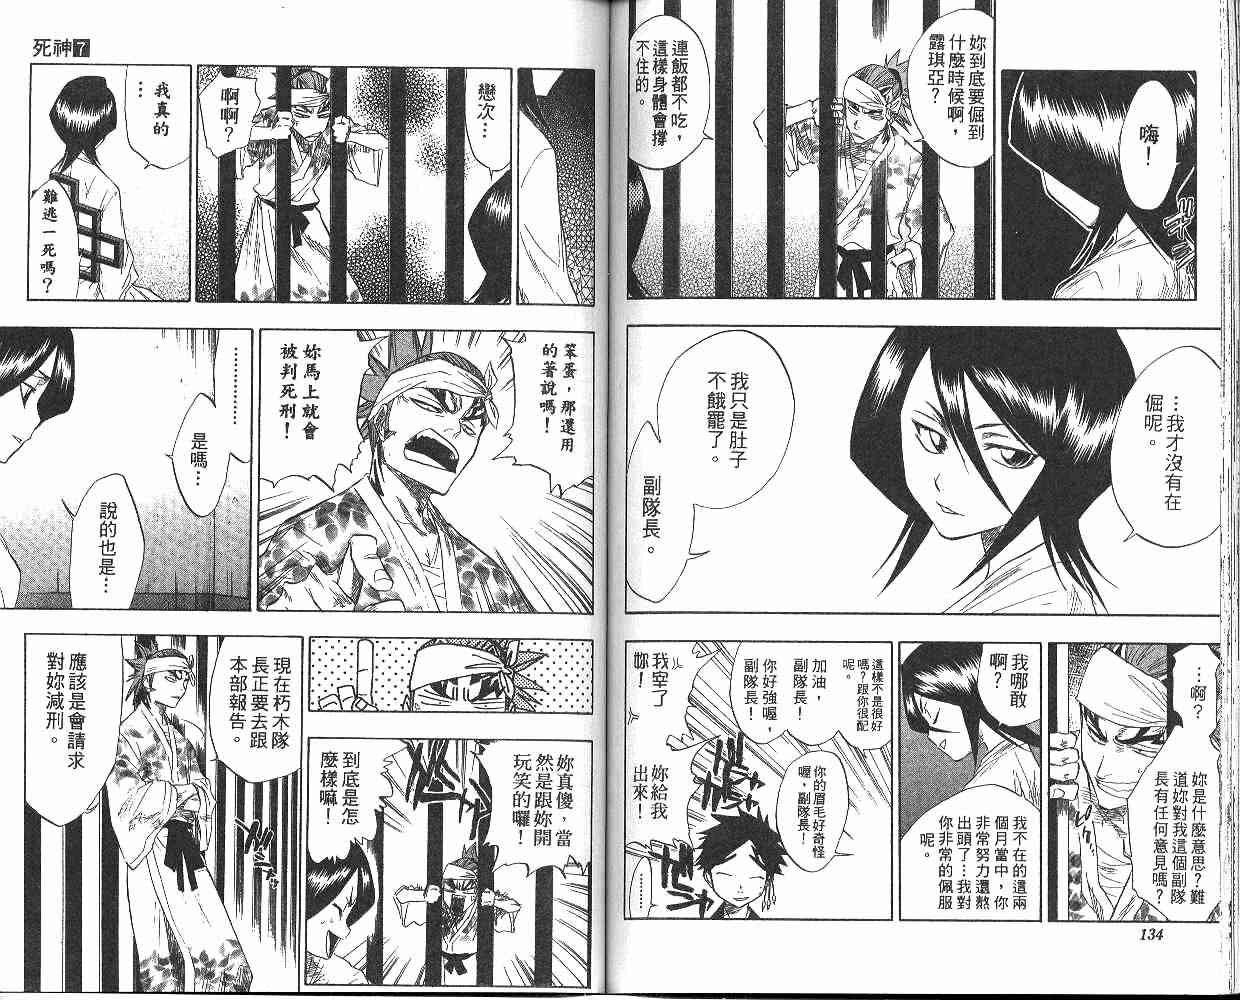 嗨！
妳到底要倔到
什麼時候啊，
露琪亞？
連飯都不吃，
這樣身體會撐
不住的。
…我才沒有在
倔呢。
我只是肚子
不餓罷了。
副隊長。
…啊？
妳是什麼意思？難
道妳對我這個副隊
長有任何意見嗎？
我哪敢
啊？
我不在的這兩
個月當中，你
非常努力還熬
出頭了…我對
你非常的佩服
呢。
這樣不是很好
嗎？跟你很配
呢。
加油，
副隊長！
你好強喔，
副隊長！
你的眉毛好奇怪
喔，副隊長！
我宰了
妳！
妳給我
出來！
…………
134
死神7
戀次…
啊啊？
我真的
…
難逃一死嗎？
笨蛋，那還用
的著說嗎！
妳馬上就會
被判死刑！
…………
是嗎…
說的也是…
妳真傻，當
然是跟妳開
玩笑的囉！
到底是怎
麼樣嘛！
現在朽木隊
長正要去跟
本部報告。
應該是會請求
對妳減刑。